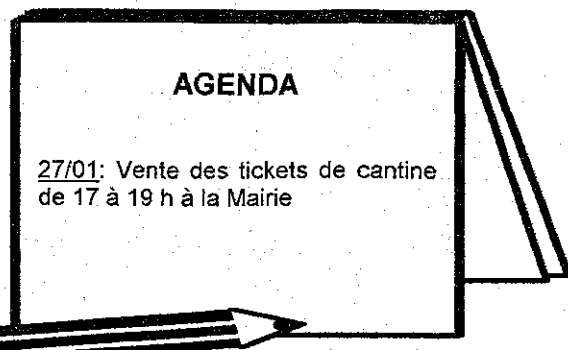 AGENDA
27/01: Vente des tickets de cantine
de 17 à 19 h à la Mairie